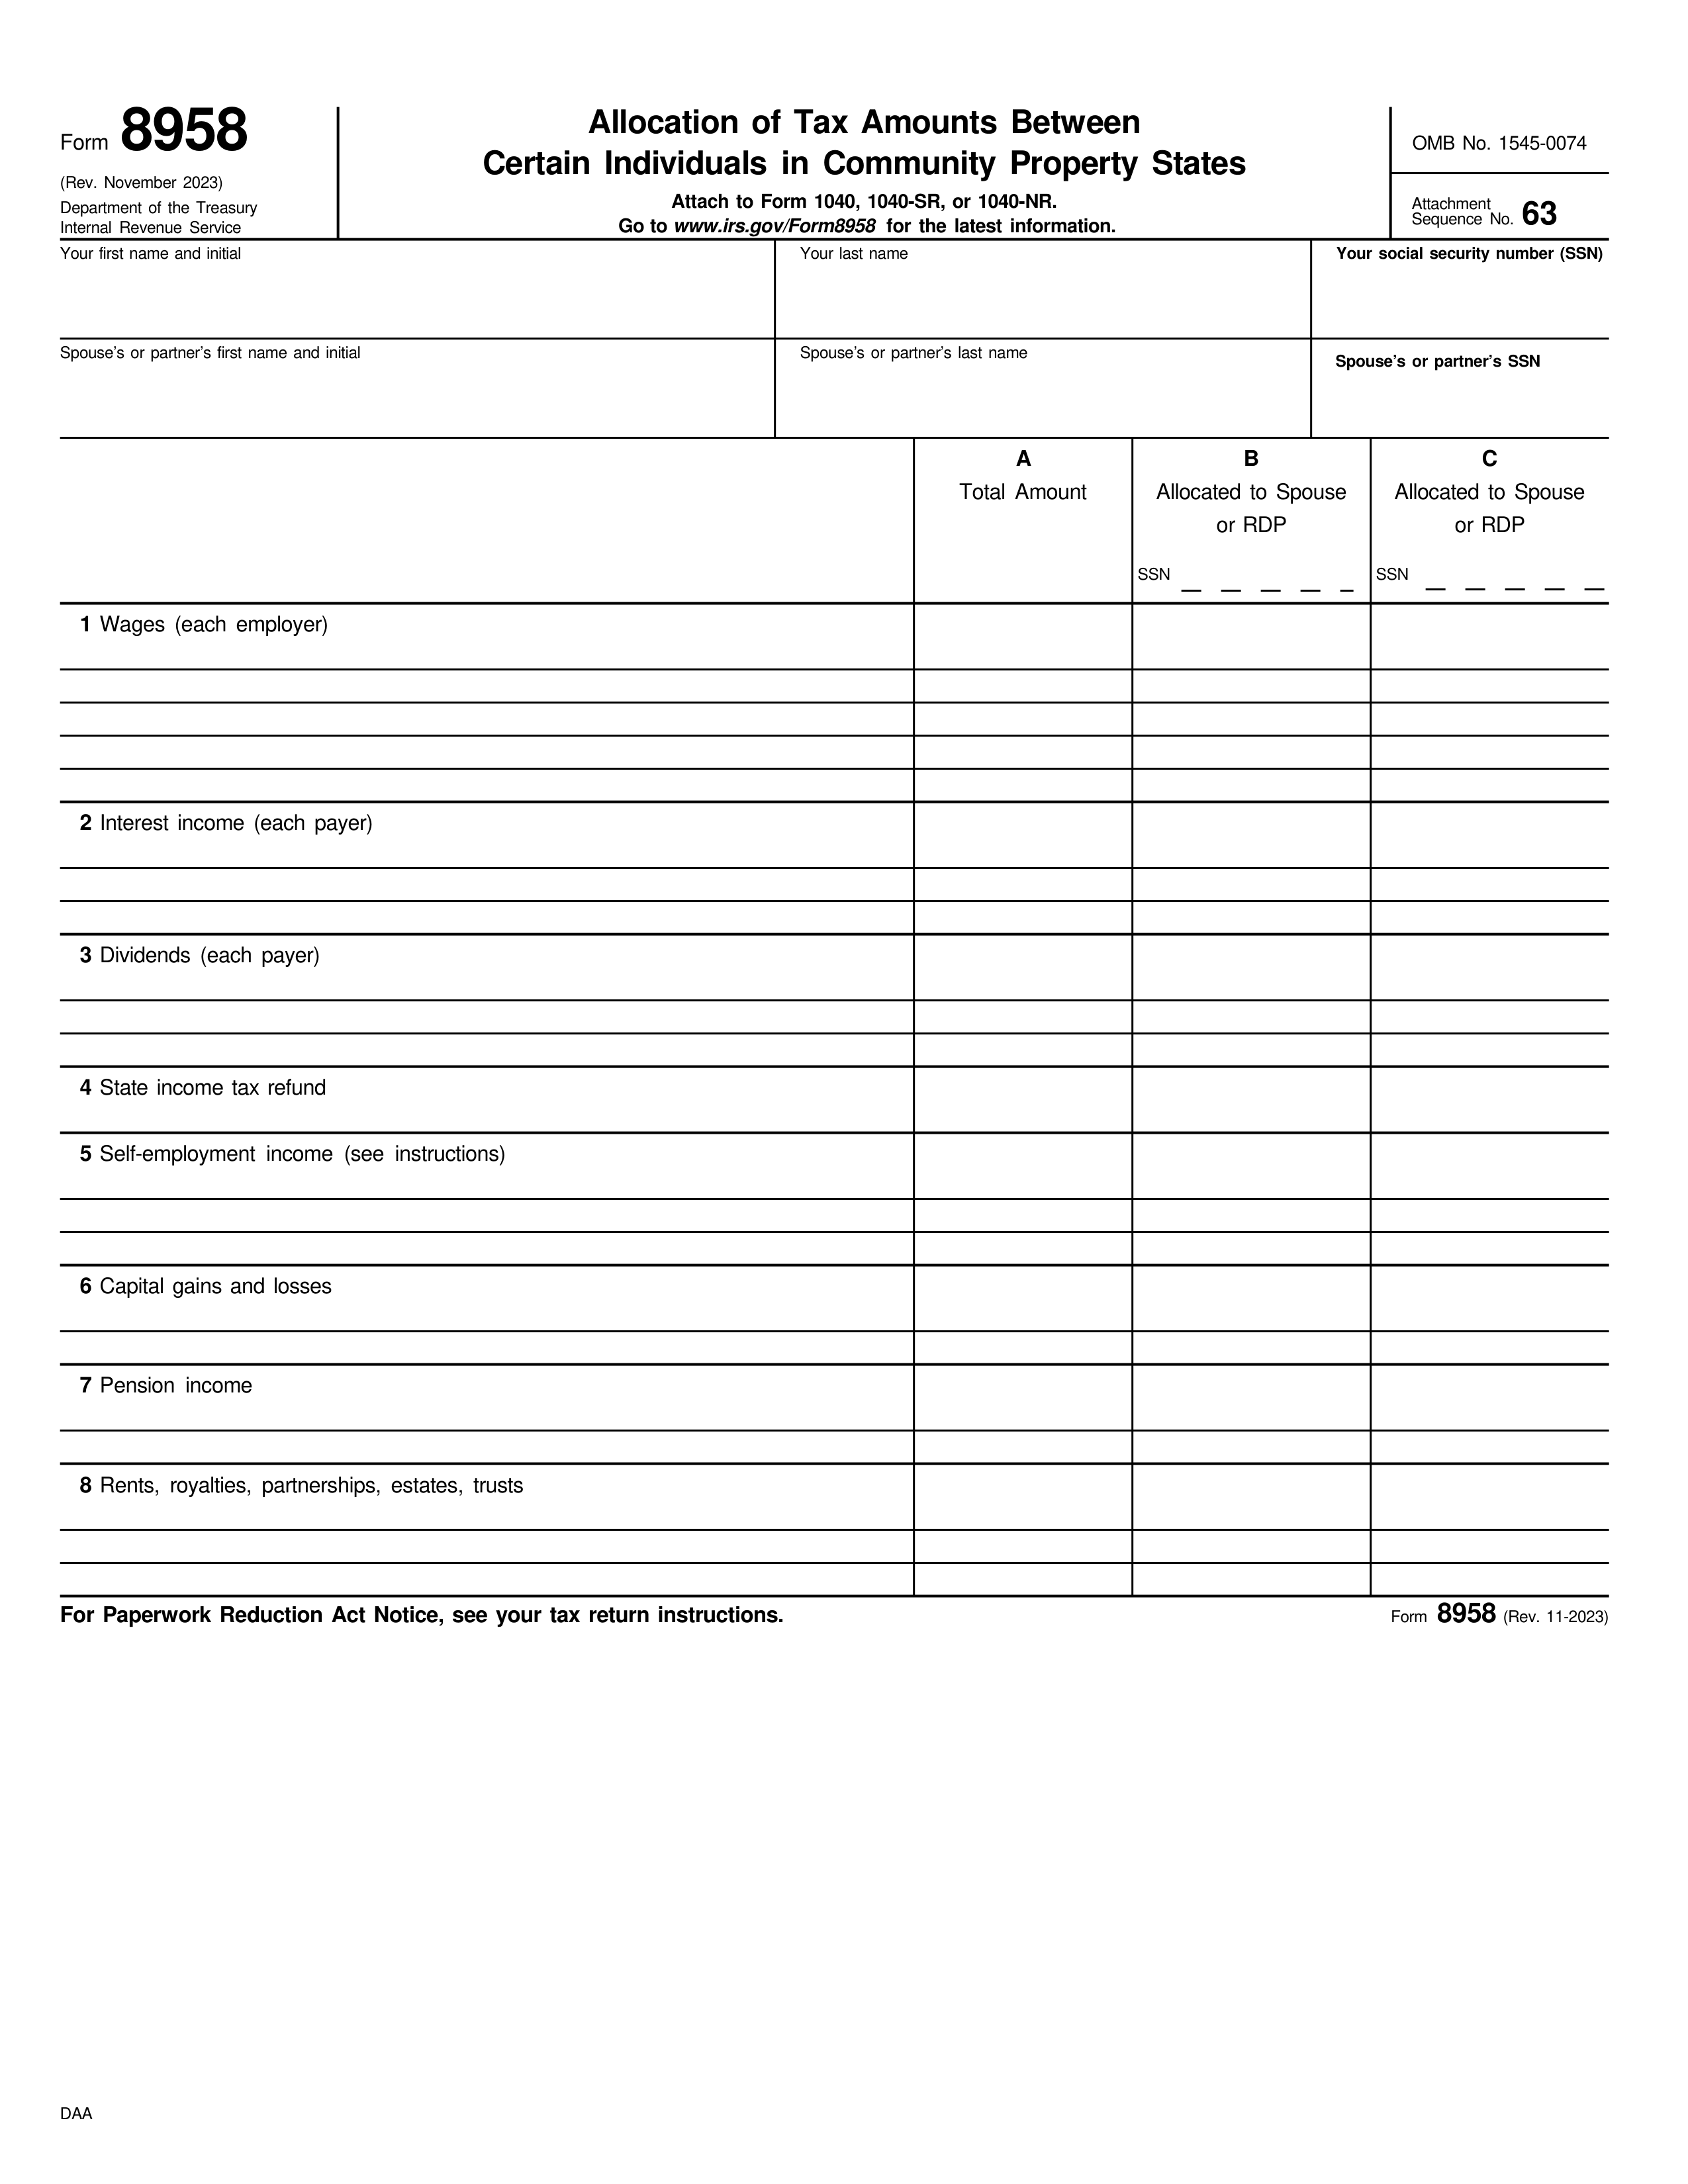 Form 8958
(Rev. November 2023)
Department of the Treasury
Internal Revenue Service
Allocation of Tax Amounts Between
Certain Individuals in Community Property States
Attach to Form 1040, 1040-SR, or 1040-NR.
Go to www.irs.gov/Form8958 for the latest information.
OMB No. 1545-0074
Attachment
Sequence No. 63
Your first name and initial
Your last name
Your social security number (SSN)
Spouse's or partner's first name and initial
Spouse's or partner's last name
Spouse's or partner's SSN
A
Total Amount
B
Allocated to Spouse
or RDP
SSN
C
Allocated to Spouse
or RDP
SSN
1 Wages (each employer)
2 Interest income (each payer)
3 Dividends (each payer)
4 State income tax refund
5 Self-employment income (see instructions)
6 Capital gains and losses
7 Pension income
8 Rents, royalties, partnerships, estates, trusts
For Paperwork Reduction Act Notice, see your tax return instructions.
Form 8958 (Rev. 11-2023)
DAA